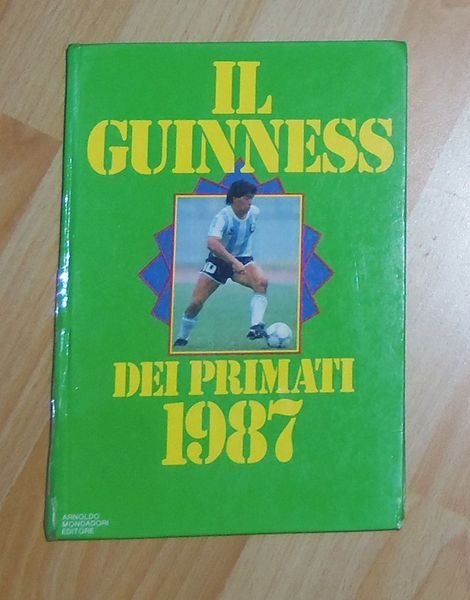 IL
GUINNESS
10
DEI PRIMATI
1987
ARNOLDO
MONDADORI
EDITORE